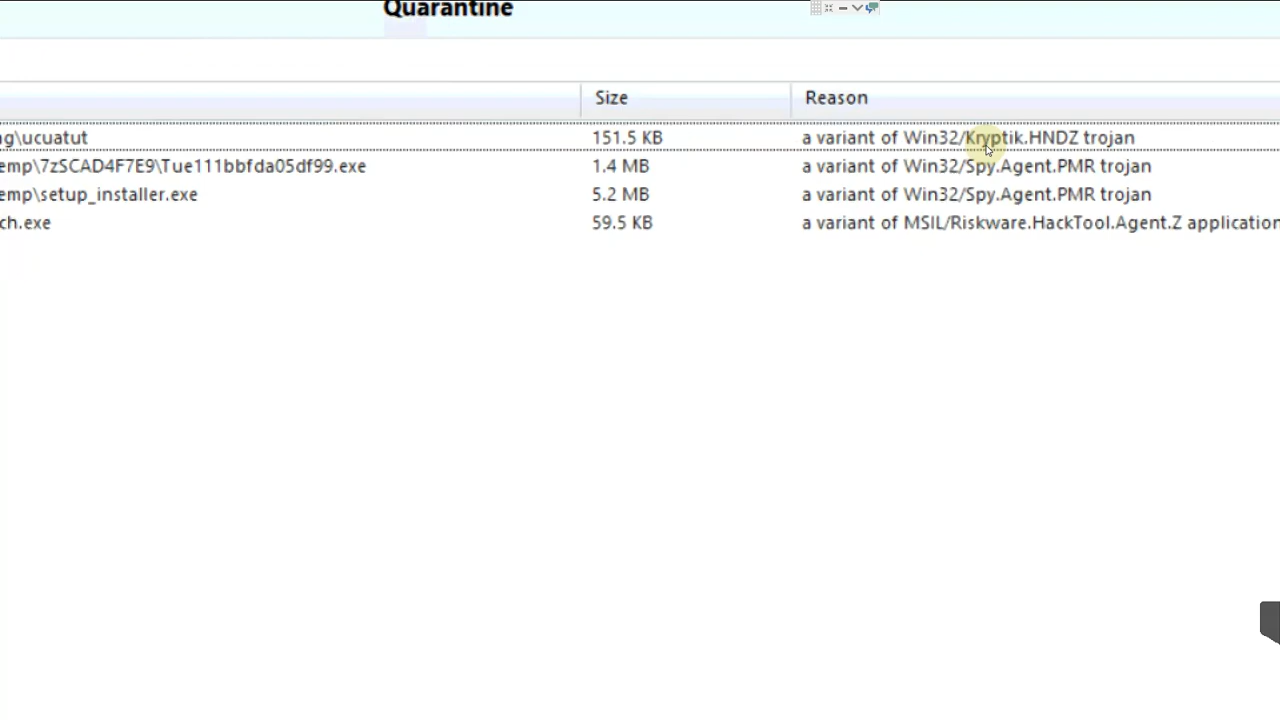 Quarantine
Size Reason
ng\ucuatut 151.5 KB a variant of Win32/Kryptik.HNDZ trojan
emp\7zSCAD4F7E9\Tue111bbfda05df99.exe 1.4 MB a variant of Win32/Spy.Agent.PMR trojan
emp\setup_installer.exe 5.2 MB a variant of Win32/Spy.Agent.PMR trojan
ch.exe 59.5 KB a variant of MSIL/Riskware.HackTool.Agent.Z application